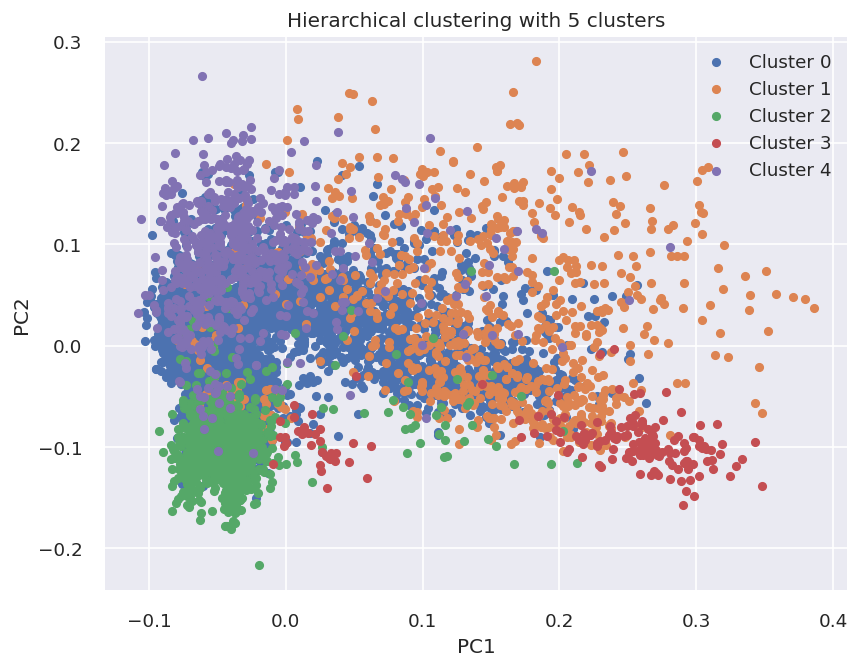 Hierarchical clustering with 5 clusters
Cluster 0
Cluster 1
Cluster 2
Cluster 3
Cluster 4
0.3
0.2
0.1
0.0
−0.1
−0.2
PC2
−0.1
0.0
0.1
0.2
0.3
0.4
PC1